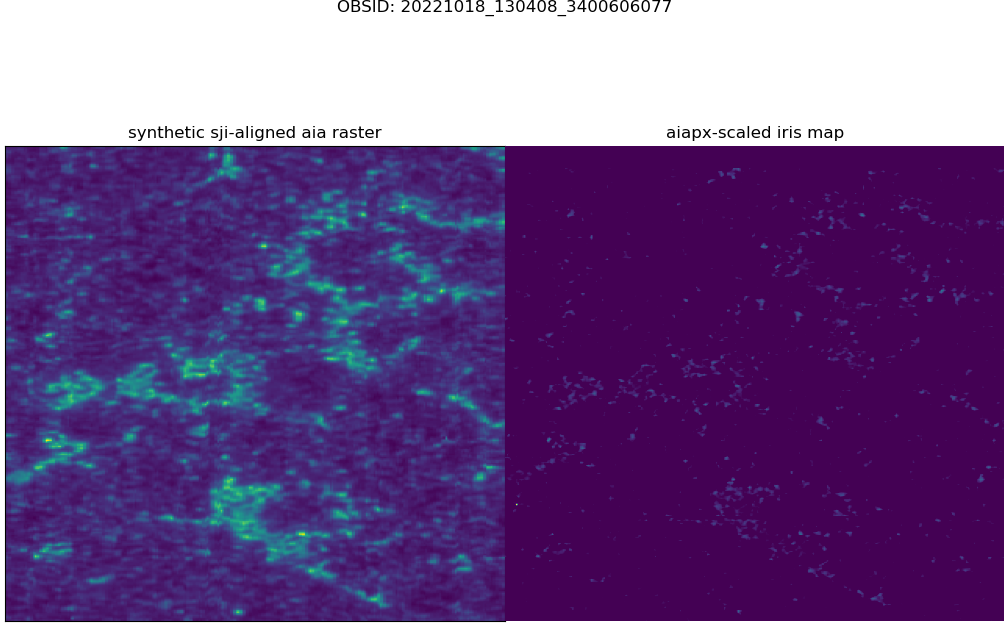 OBSID: 20221018_130408_3400606077
synthetic sji-aligned aia raster
aiapx-scaled iris map